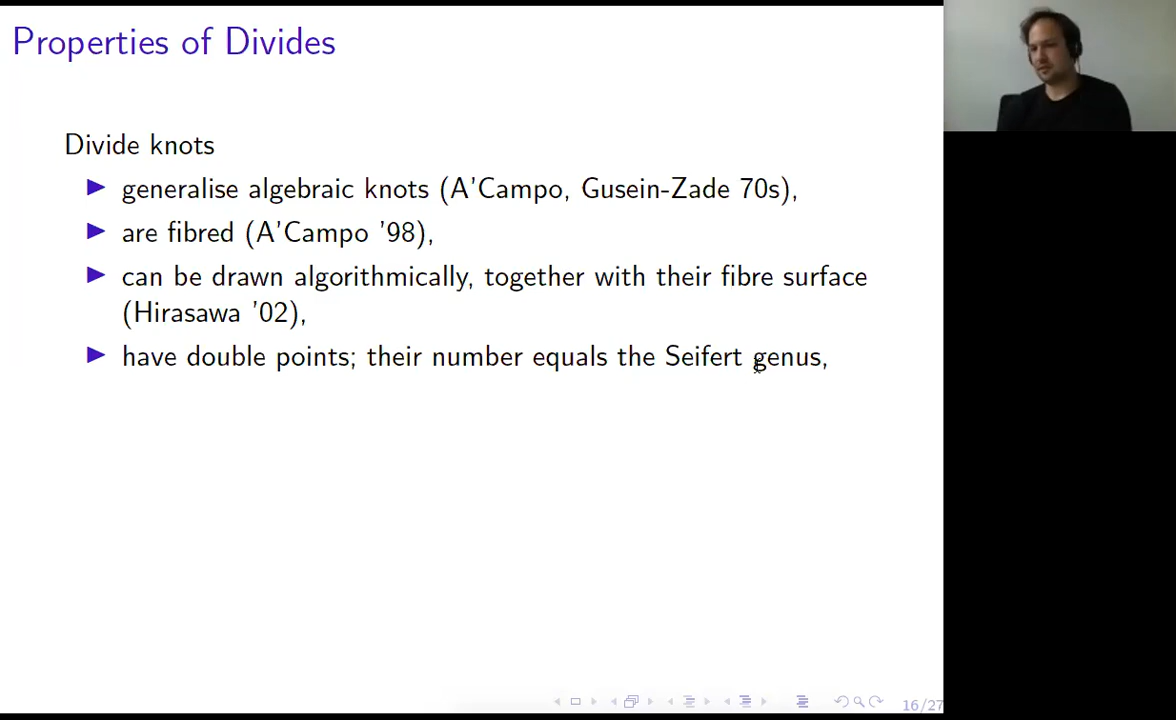 Properties of Divides
Divide knots
▶ generalise algebraic knots (A'Campo, Gusein-Zade 70s),
▶ are fibred (A'Campo '98),
▶ can be drawn algorithmically, together with their fibre surface
(Hirasawa '02),
▶ have double points; their number equals the Seifert genus,
16/27